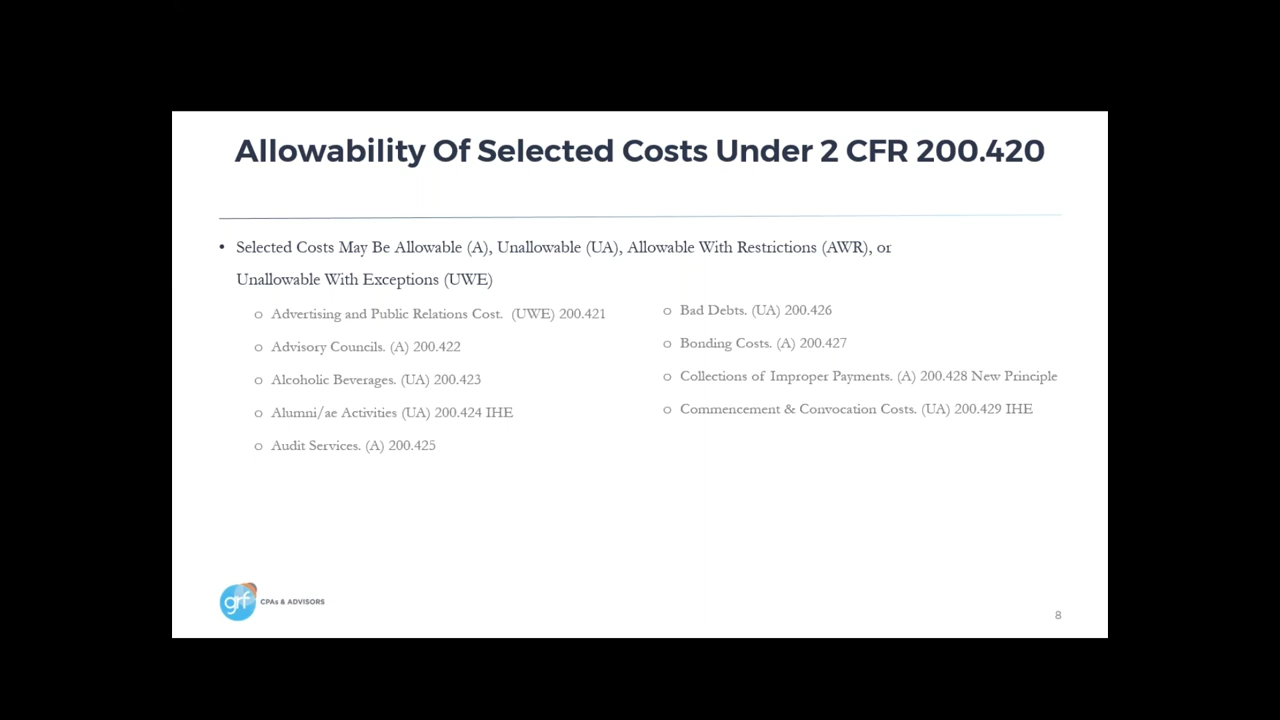 Allowability Of Selected Costs Under 2 CFR 200.420
• Selected Costs May Be Allowable (A), Unallowable (UA), Allowable With Restrictions (AWR), or
Unallowable With Exceptions (UWE)
o Advertising and Public Relations Cost.  (UWE) 200.421
o Advisory Councils. (A) 200.422
o Alcoholic Beverages. (UA) 200.423
o Alumni/ae Activities (UA) 200.424 IHE
o Audit Services. (A) 200.425
o Bad Debts. (UA) 200.426
o Bonding Costs. (A) 200.427
o Collections of Improper Payments. (A) 200.428 New Principle
o Commencement & Convocation Costs. (UA) 200.429 IHE
grf CPAs & ADVISORS
8